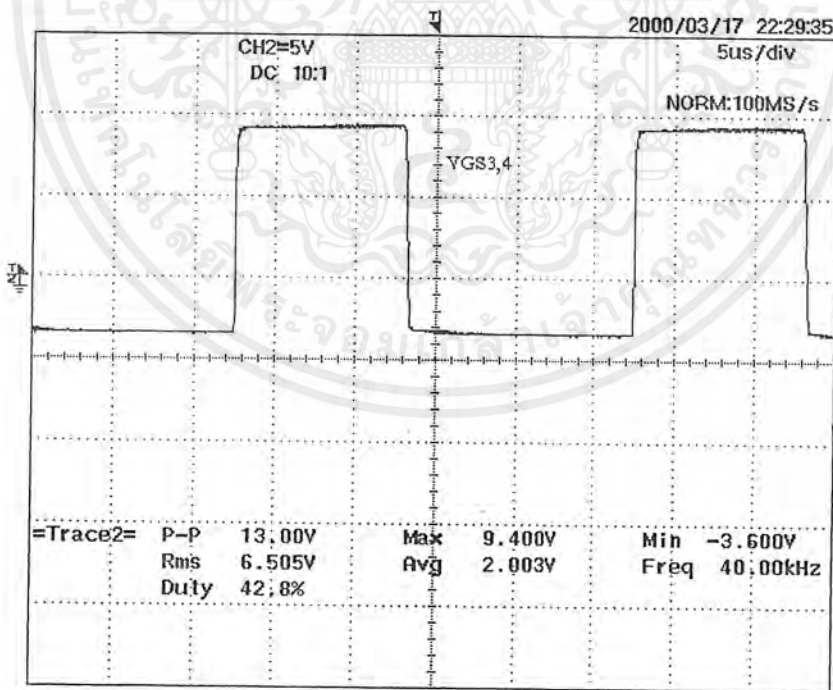 2000/03/17 22:29:35
CH2=5V
5us/div
DC 10:1
NORM:100MS/s
VGS3,4
=Trace2= P-P 13.00V Max 9.400V Min -3.600V
Rms 6.505V Avg 2.003V Freq 40.00kHz
Duty 42.8%